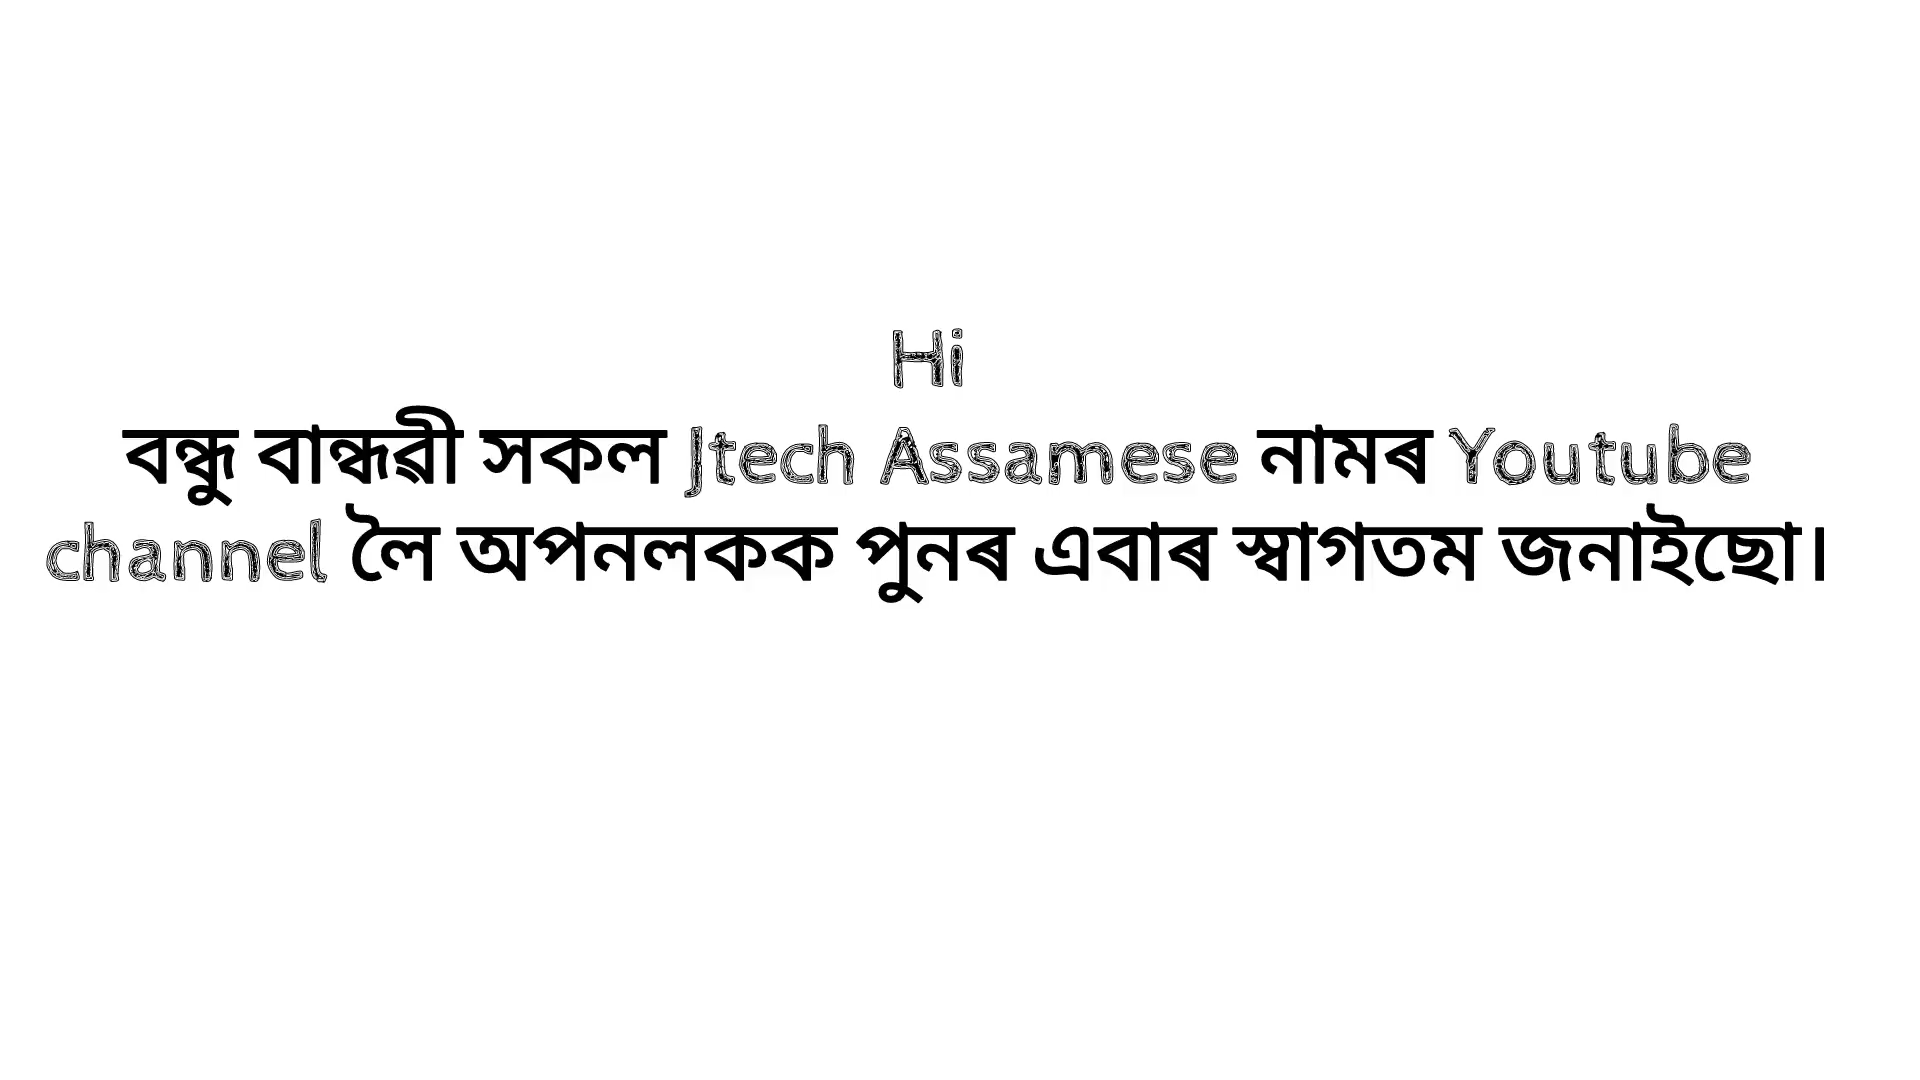 Hi
বন্ধু বান্ধৱী সকল Jtech Assamese নামৰ Youtube
channel লৈ অপনলকক পুনৰ এবাৰ স্বাগতম জনাইছো।